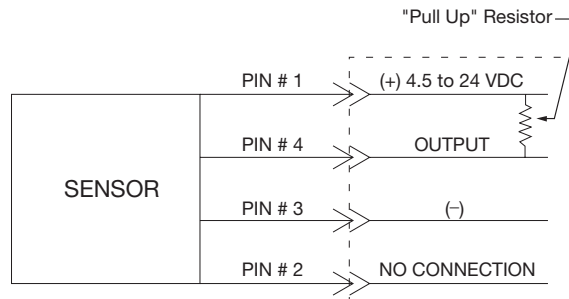 "Pull Up" Resistor
PIN # 1 (+) 4.5 to 24 VDC
PIN # 4 OUTPUT
SENSOR
PIN # 3 (–)
PIN # 2 NO CONNECTION